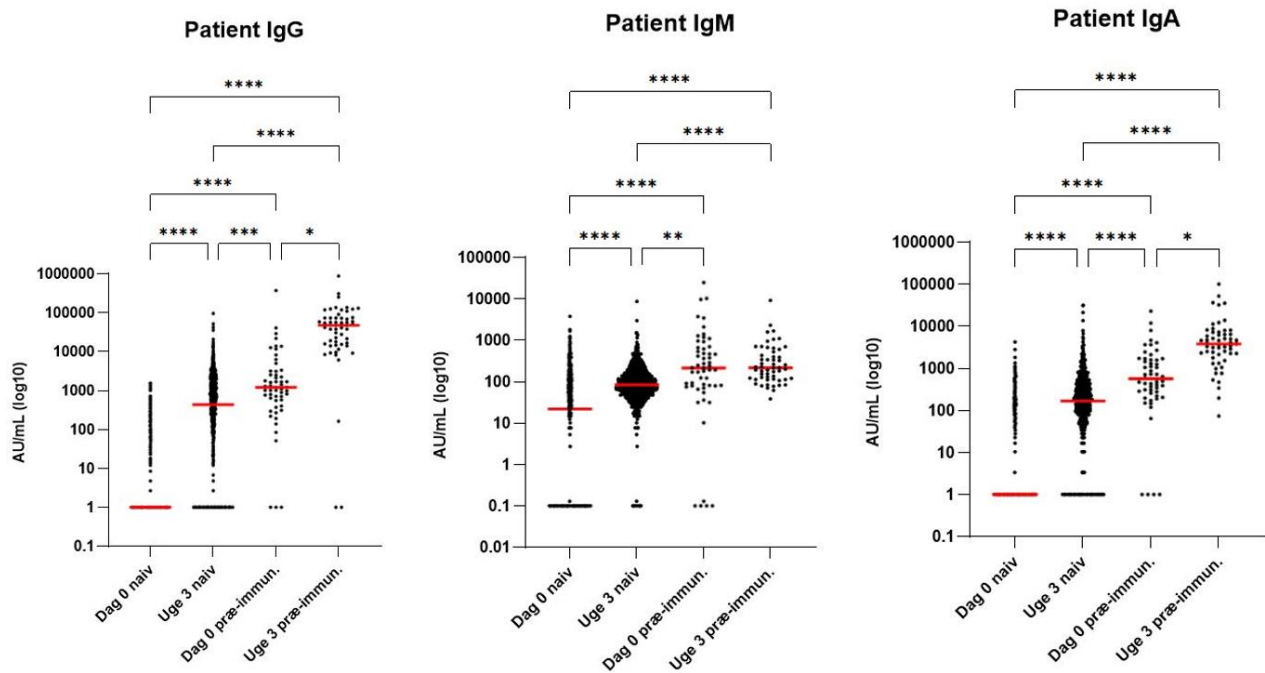 Patient IgG
****
****
****
**** *** *
1000000
100000
10000
1000
100
10
1
0.1
AU/mL (log10)
Dag 0 naiv
Uge 3 naiv
Dag 0 præ-immun.
Uge 3 præ-immun.
Patient IgM
****
****
****
**** **
100000
10000
1000
100
10
1
0.1
0.01
AU/mL (log10)
Dag 0 naiv
Uge 3 naiv
Dag 0 præ-immun.
Uge 3 præ-immun.
Patient IgA
****
****
****
**** **** *
1000000
100000
10000
1000
100
10
1
0.1
AU/mL (log10)
Dag 0 naiv
Uge 3 naiv
Dag 0 præ-immun.
Uge 3 præ-immun.